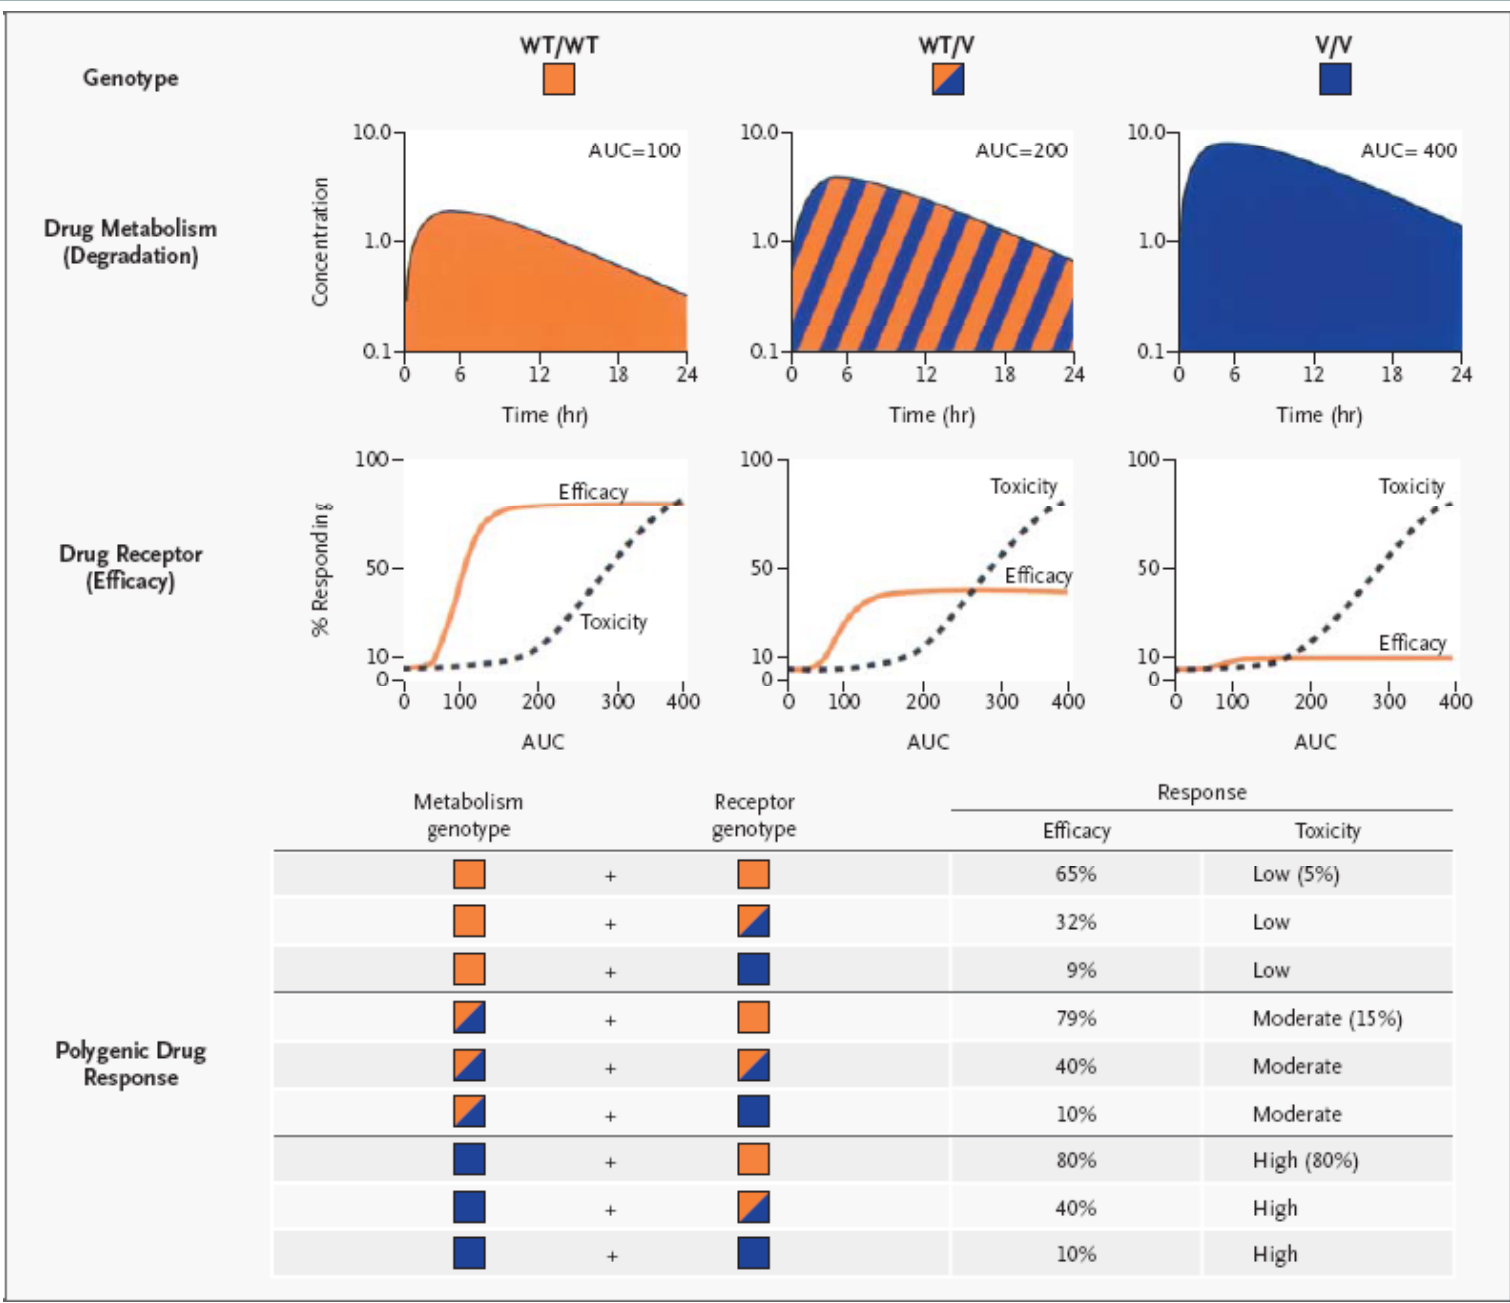 WT/WT WT/V V/V
Genotype
10.0 10.0 10.0
AUC=100 AUC=200 AUC= 400
Drug Metabolism
(Degradation)
Concentration
1.0 1.0 1.0
0.1 0.1 0.1
0 6 12 18 24 0 6 12 18 24 0 6 12 18 24
Time (hr) Time (hr) Time (hr)
100 100 100
Efficacy Toxicity Toxicity
Drug Receptor
(Efficacy)
% Responding
50 50 50
Efficacy
Toxicity Efficacy
10 10 10
0 0 0
0 100 200 300 400 0 100 200 300 400 0 100 200 300 400
AUC AUC AUC
Response
Metabolism
genotype
Receptor
genotype
Efficacy Toxicity
+ 65% Low (5%)
+ 32% Low
+ 9% Low
+ 79% Moderate (15%)
Polygenic Drug
Response
+ 40% Moderate
+ 10% Moderate
+ 80% High (80%)
+ 40% High
+ 10% High